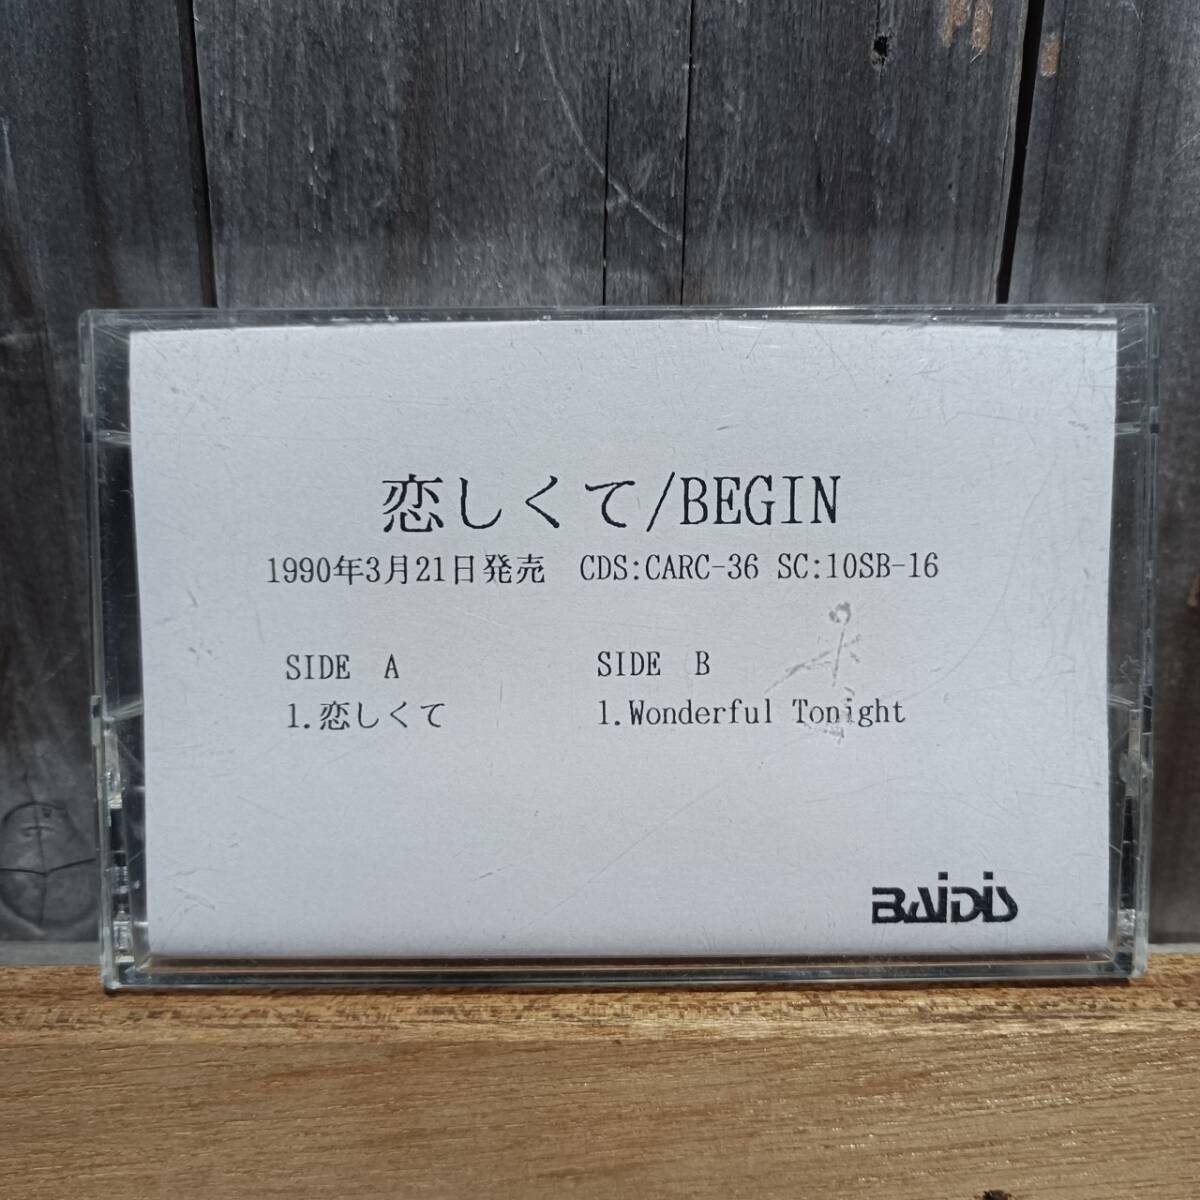 恋しくて/BEGIN
1990年3月21日発売　CDS:CARC-36 SC:10SB-16
SIDE A
SIDE B
1.恋しくて
1.Wonderful Tonight
BAiDiS